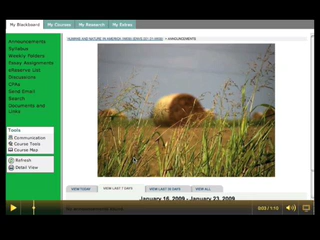 My Blackboard
My Courses
My Research
My Extras
> ANNOUNCEMENTS
Announcements
Syllabus
Weekly Folders
Essay Assignments
eReserve List
Discussions
Chat
Send Email
Search
Documents and
Links
Tools
Communication
Course Tools
Course Map
Refresh
Detail View
VIEW TODAY
VIEW LAST 7 DAYS
VIEW LAST 30 DAYS
VIEW ALL
January 16, 2009 - January 23, 2009